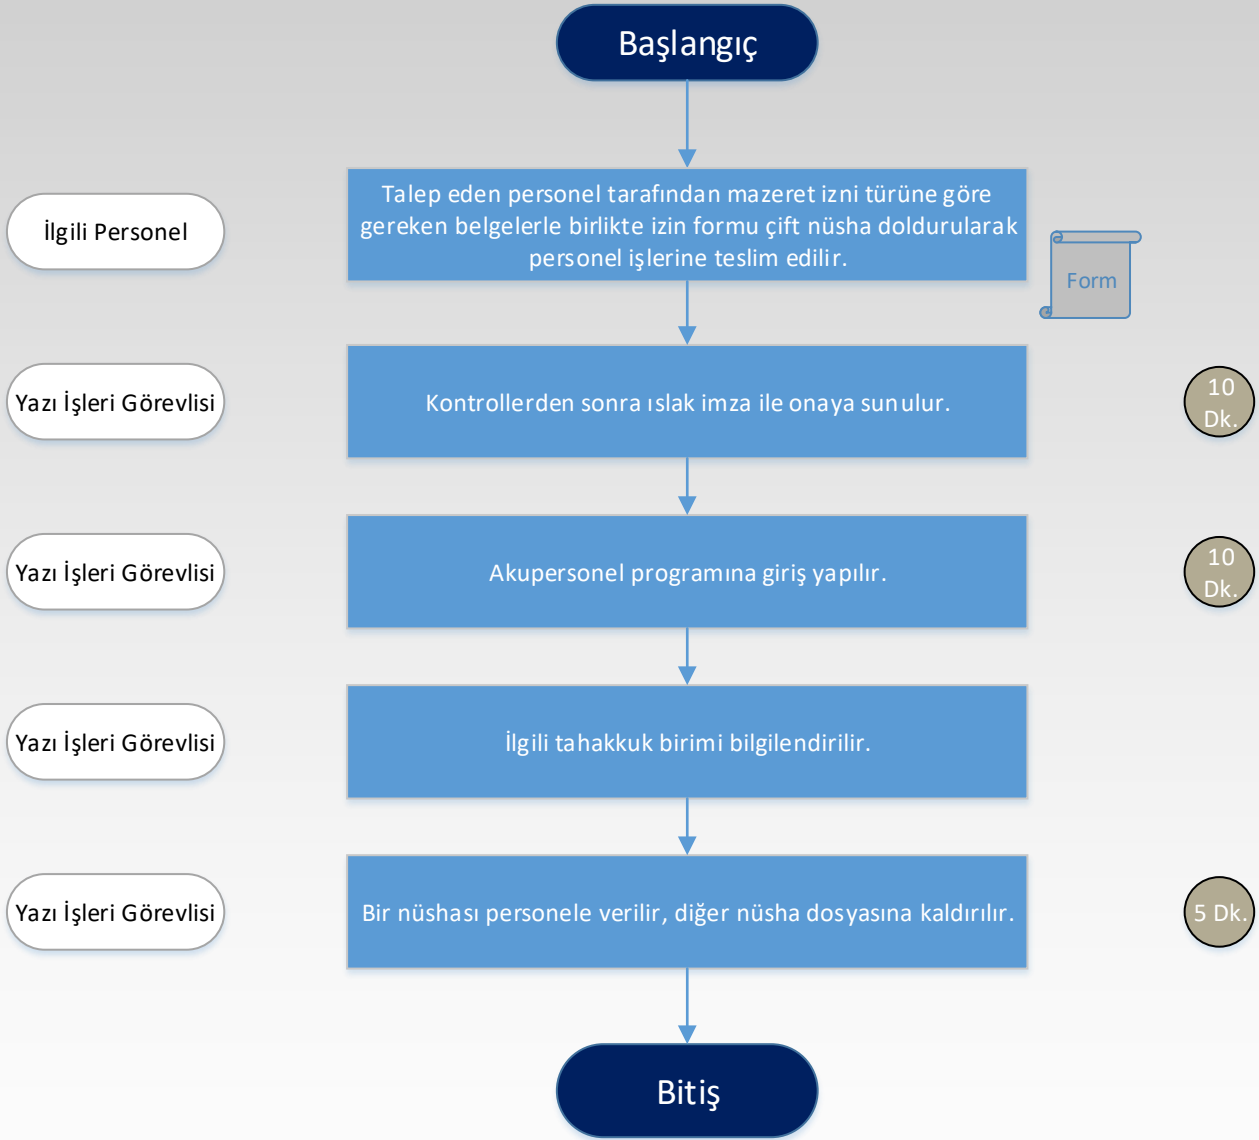 Başlangıç
İlgili Personel
Talep eden personel tarafından mazeret izni türüne göre
gereken belgelerle birlikte izin formu çift nüsha doldurularak
personel işlerine teslim edilir.
Form
Yazı İşleri Görevlisi
Kontrollerden sonra ıslak imza ile onaya sunulur.
10
Dk.
Yazı İşleri Görevlisi
Akupersonel programına giriş yapılır.
10
Dk.
Yazı İşleri Görevlisi
İlgili tahakkuk birimi bilgilendirilir.
Yazı İşleri Görevlisi
Bir nüshası personele verilir, diğer nüsha dosyasına kaldırılır.
5 Dk.
Bitiş